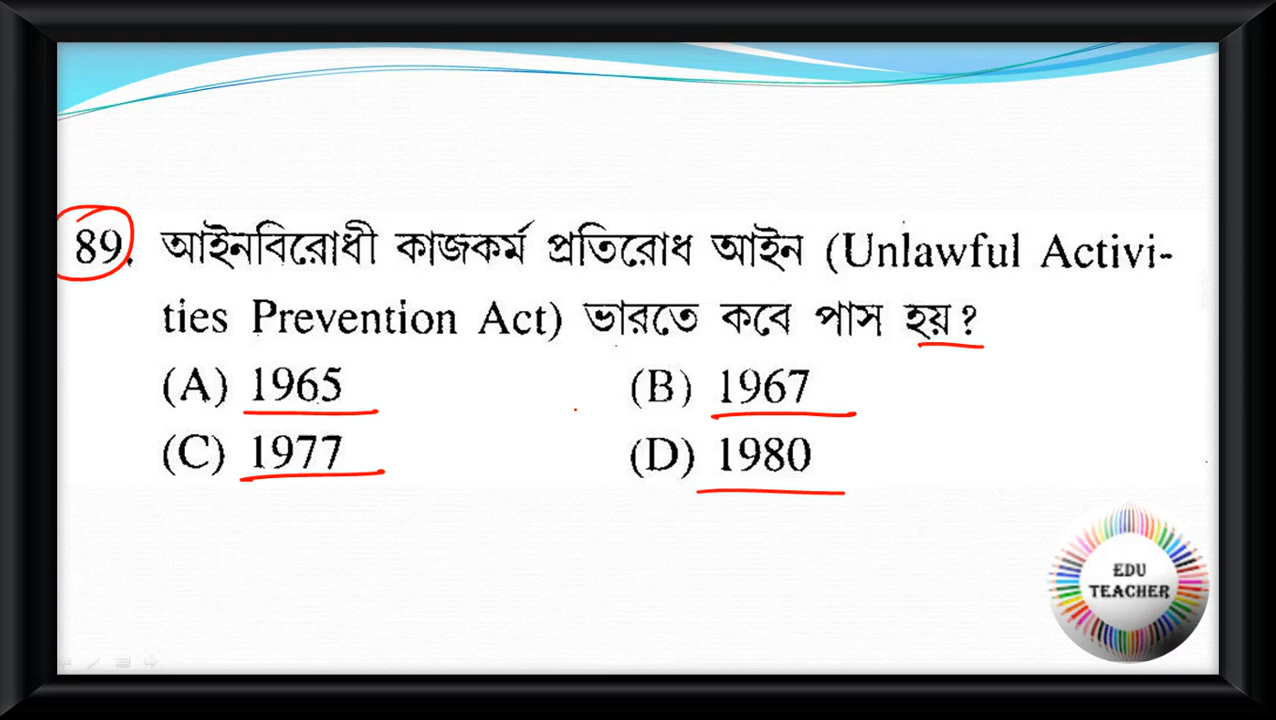 89. আইনবিরোধী কাজকর্ম প্রতিরোধ আইন (Unlawful Activi-
ties Prevention Act) ভারতে কবে পাস হয় ?
(A) 1965 (B) 1967
(C) 1977 (D) 1980
EDU
TEACHER